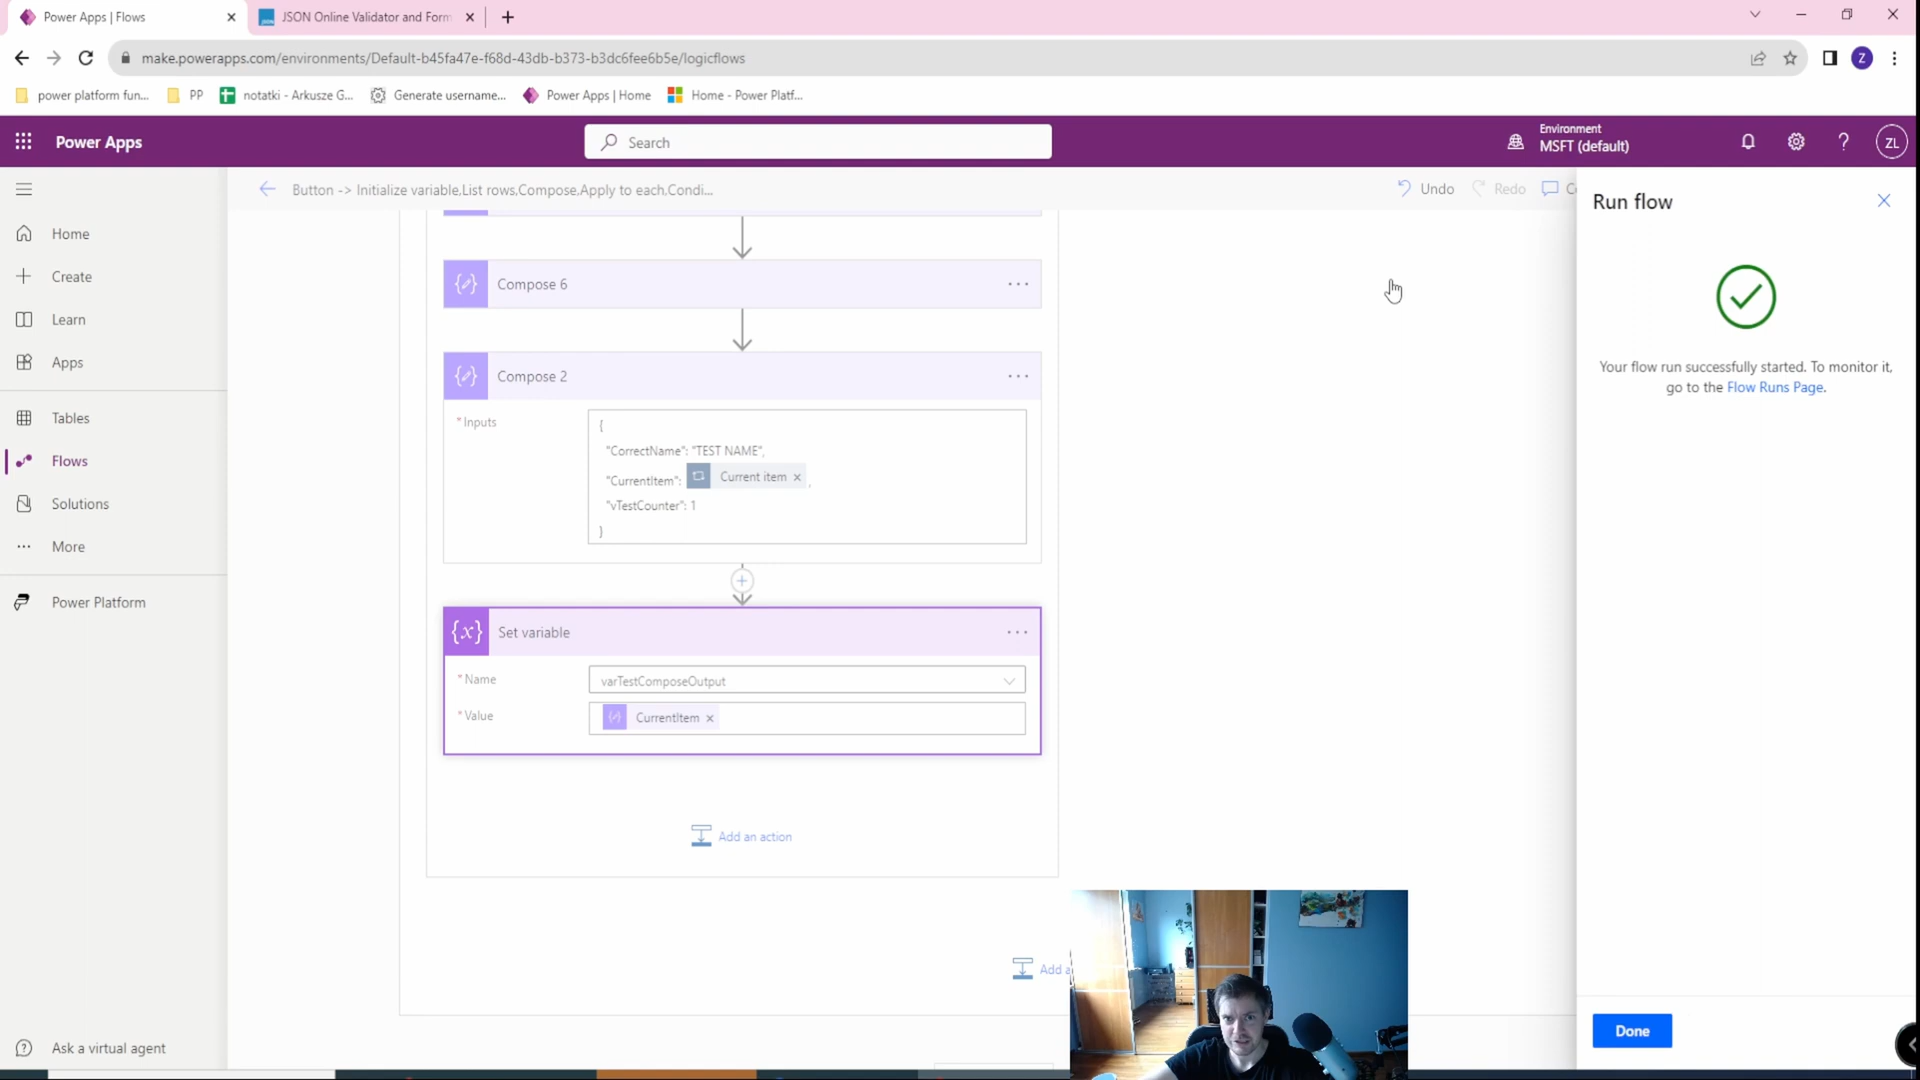 Power Apps | Flows
JSON Online Validator and Form
make.powerapps.com/environments/Default-b45fa47e-f68d-43db-b373-b3dc6fee6b5e/logicflows
Z
power platform fun...
PP
notatki - Arkusze G...
Generate username...
Power Apps | Home
Home - Power Platf...
Power Apps
Search
Environment
MSFT (default)
ZL
Button -> Initialize variable,List rows,Compose,Apply to each,Condi...
Undo
Redo
Home
Create
Learn
Apps
Tables
Flows
Solutions
More
Power Platform
Ask a virtual agent
Compose 6
Compose 2
* Inputs
{
"CorrectName": "TEST NAME",
"CurrentItem": Current item ,
"vTestCounter": 1
}
Set variable
* Name
varTestComposeOutput
* Value
CurrentItem
Add an action
Add a
Run flow
Your flow run successfully started. To monitor it,
go to the Flow Runs Page.
Done